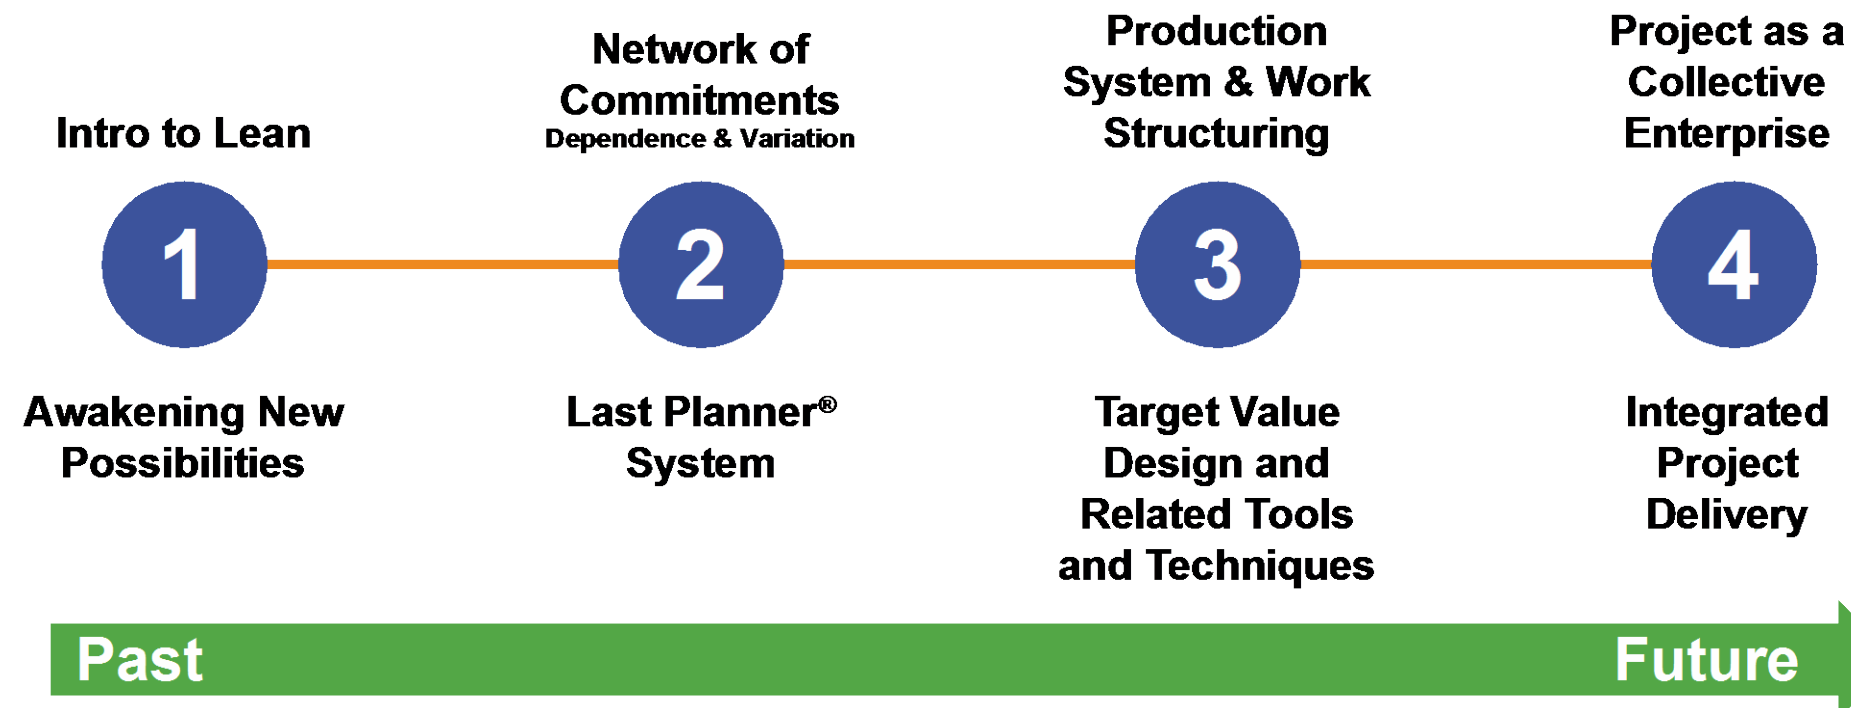 Intro to Lean
Network of
Commitments
Dependence & Variation
Production
System & Work
Structuring
Project as a
Collective
Enterprise
1
2
3
4
Awakening New
Possibilities
Last Planner®
System
Target Value
Design and
Related Tools
and Techniques
Integrated
Project
Delivery
Past
Future